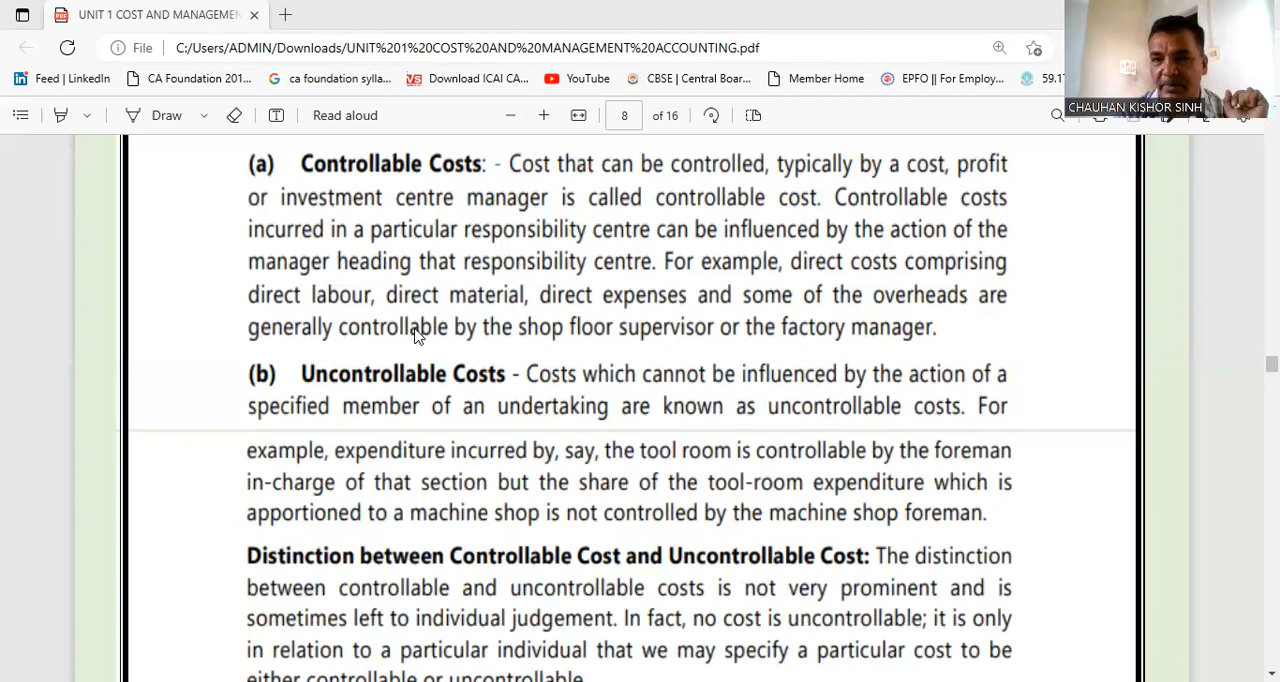 UNIT 1 COST AND MANAGEMEN
File C:/Users/ADMIN/Downloads/UNIT%201%20COST%20AND%20MANAGEMENT%20ACCOUNTING.pdf
Feed | LinkedIn CA Foundation 201... ca foundation sylla... Download ICAI CA... YouTube CBSE | Central Boar... Member Home EPFO || For Employ... 59.1
CHAUHAN KISHOR SINH
Draw Read aloud 8 of 16
(a) Controllable Costs: - Cost that can be controlled, typically by a cost, profit
or investment centre manager is called controllable cost. Controllable costs
incurred in a particular responsibility centre can be influenced by the action of the
manager heading that responsibility centre. For example, direct costs comprising
direct labour, direct material, direct expenses and some of the overheads are
generally controllable by the shop floor supervisor or the factory manager.
(b) Uncontrollable Costs - Costs which cannot be influenced by the action of a
specified member of an undertaking are known as uncontrollable costs. For
example, expenditure incurred by, say, the tool room is controllable by the foreman
in-charge of that section but the share of the tool-room expenditure which is
apportioned to a machine shop is not controlled by the machine shop foreman.
Distinction between Controllable Cost and Uncontrollable Cost: The distinction
between controllable and uncontrollable costs is not very prominent and is
sometimes left to individual judgement. In fact, no cost is uncontrollable; it is only
in relation to a particular individual that we may specify a particular cost to be
either controllable or uncontrollable.